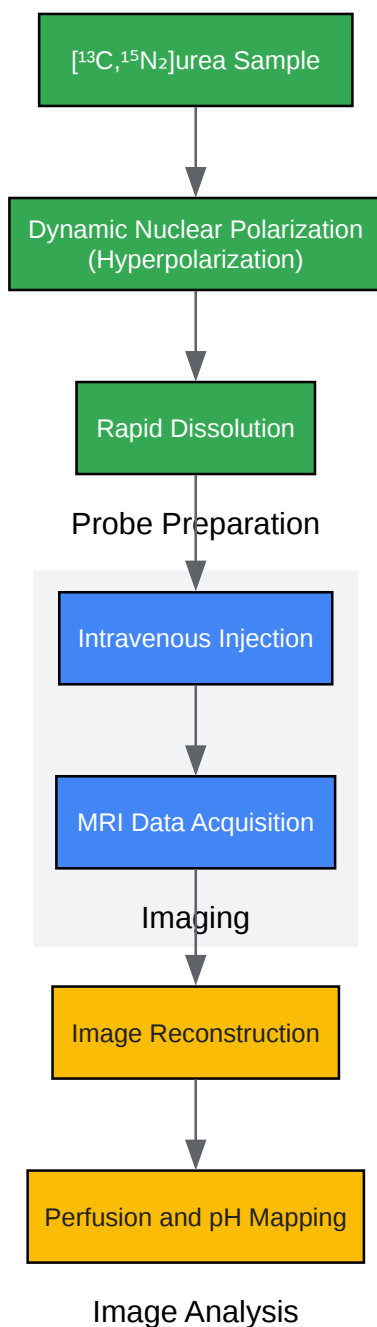 [¹³C,¹⁵N₂]urea Sample
Dynamic Nuclear Polarization
(Hyperpolarization)
Rapid Dissolution
Probe Preparation
Intravenous Injection
MRI Data Acquisition
Imaging
Image Reconstruction
Perfusion and pH Mapping
Image Analysis